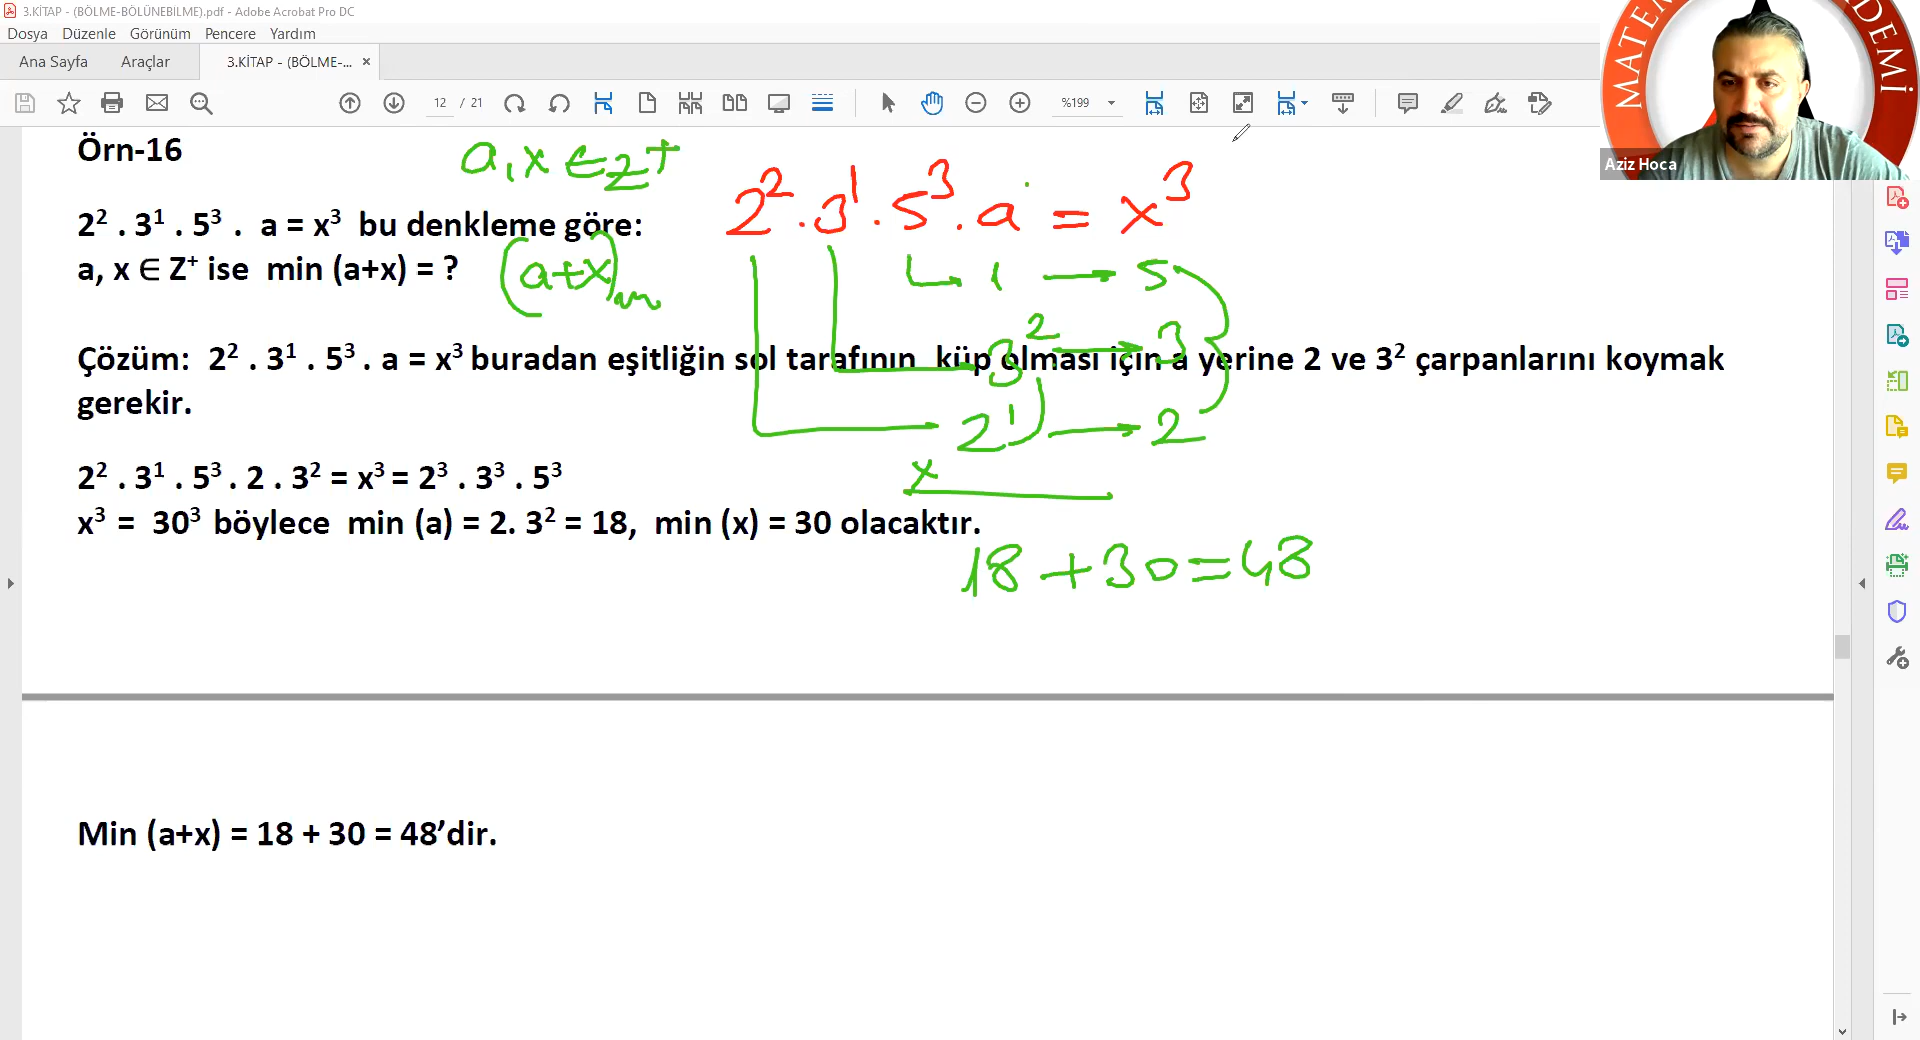 3.KİTAP - (BÖLME-BÖLÜNEBİLME).pdf - Adobe Acrobat Pro DC
Dosya Düzenle Görünüm Pencere Yardım
Ana Sayfa Araçlar 3.KİTAP - (BÖLME-... ×
12 / 21 %199
Aziz Hoca
Örn-16
a, x ∈ Z⁺
2² . 3¹ . 5³ . a = x³
2² . 3¹ . 5³ . a = x³ bu denkleme göre:
a, x ∈ Z⁺ ise min (a+x) = ?
(a+x)
1 → 5
3² → 3
2¹ → 2
x
Çözüm: 2² . 3¹ . 5³ . a = x³ buradan eşitliğin sol tarafının küp olması için a yerine 2 ve 3² çarpanlarını koymak
gerekir.
2² . 3¹ . 5³ . 2 . 3² = x³ = 2³ . 3³ . 5³
x³ = 30³ böylece min (a) = 2. 3² = 18, min (x) = 30 olacaktır.
18 + 30 = 48
Min (a+x) = 18 + 30 = 48’dir.